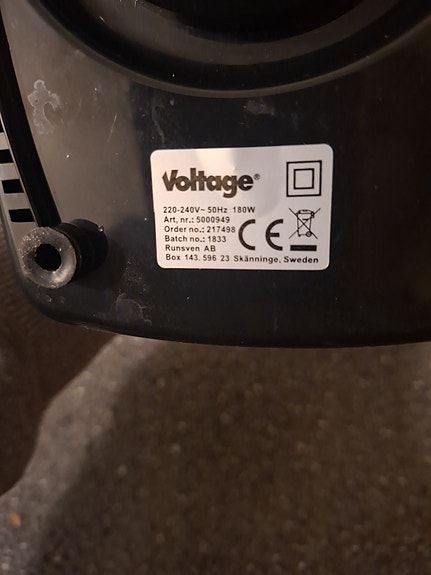 Voltage®
220-240V~ 50Hz 180W
Art, nr.: 5000949
Order no.: 217498
Batch no.: 1833
Runsven AB
Box 143. 596 23 Skänninge, Sweden
CE